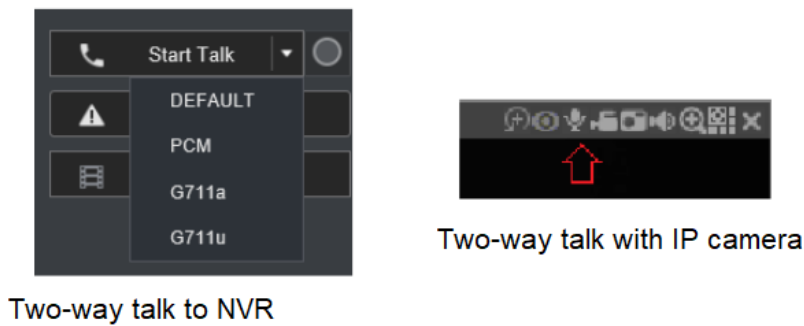 Start Talk
DEFAULT
PCM
G711a
G711u
Two-way talk to NVR
Two-way talk with IP camera